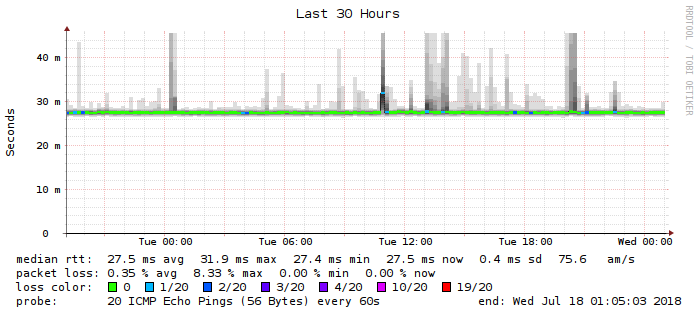 Last 30 Hours
RRDTOOL / TOBI OETIKER
Seconds
40 m
30 m
20 m
10 m
0
Tue 00:00 Tue 06:00 Tue 12:00 Tue 18:00 Wed 00:00
median rtt: 27.5 ms avg 31.9 ms max 27.4 ms min 27.5 ms now 0.4 ms sd 75.6 am/s
packet loss: 0.35 % avg 8.33 % max 0.00 % min 0.00 % now
loss color: 0 1/20 2/20 3/20 4/20 10/20 19/20
probe: 20 ICMP Echo Pings (56 Bytes) every 60s end: Wed Jul 18 01:05:03 2018